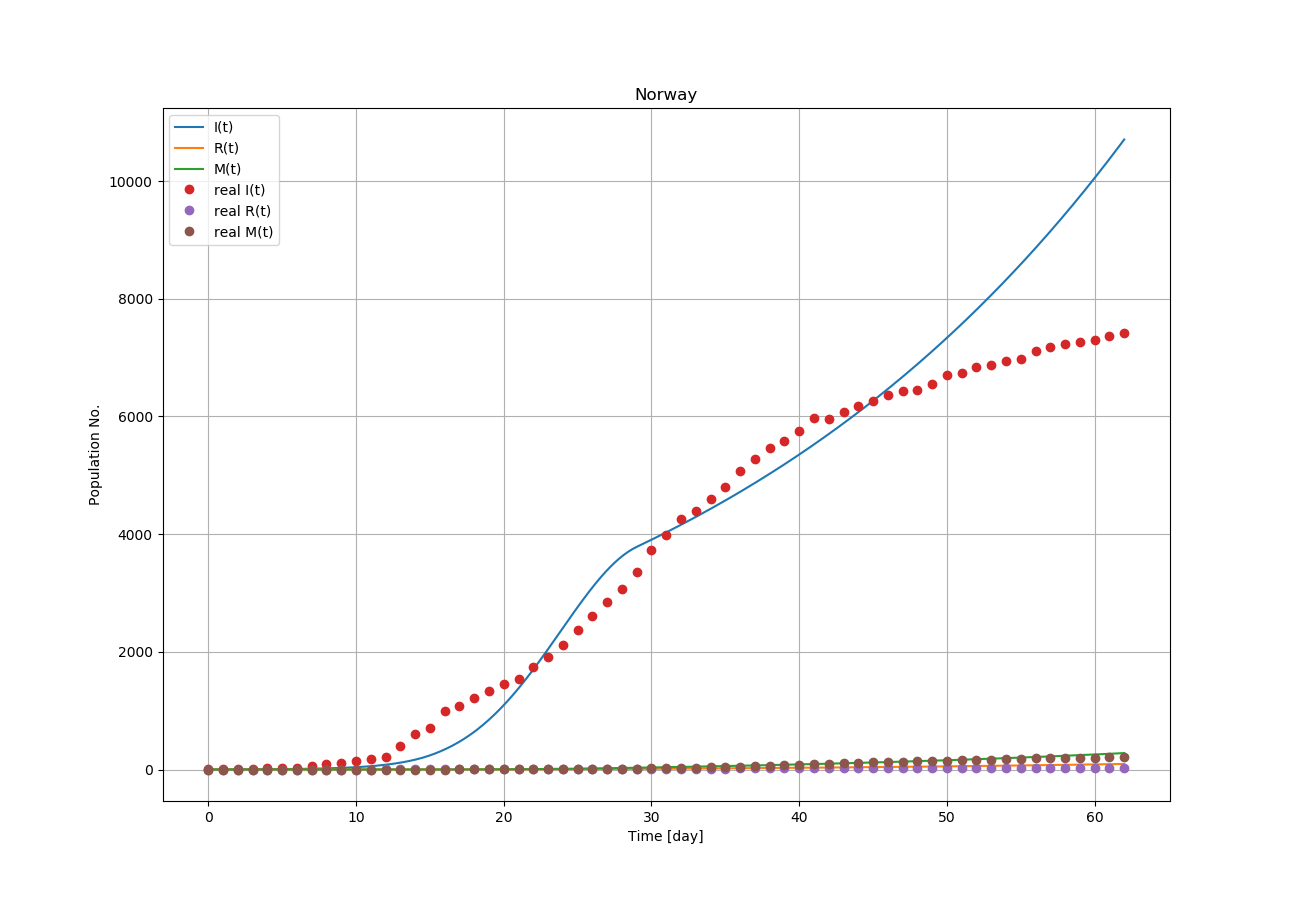 Norway
I(t)
R(t)
M(t)
real I(t)
real R(t)
real M(t)
10000
8000
6000
4000
2000
0
Population No.
0 10 20 30 40 50 60
Time [day]